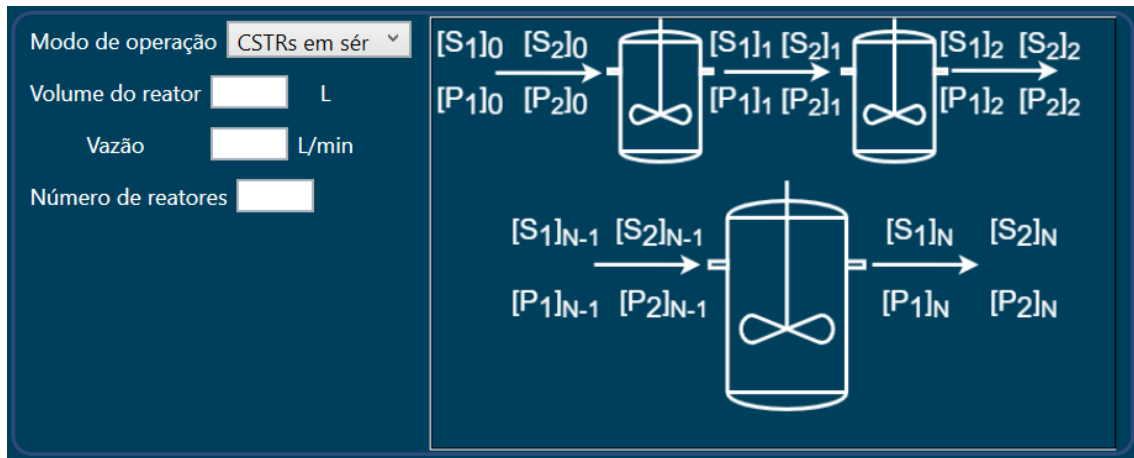 Modo de operação CSTRs em sér
Volume do reator L
Vazão L/min
Número de reatores
[S1]0 [S2]0 [S1]1 [S2]1 [S1]2 [S2]2
[P1]0 [P2]0 [P1]1 [P2]1 [P1]2 [P2]2
[S1]N-1 [S2]N-1 [S1]N [S2]N
[P1]N-1 [P2]N-1 [P1]N [P2]N